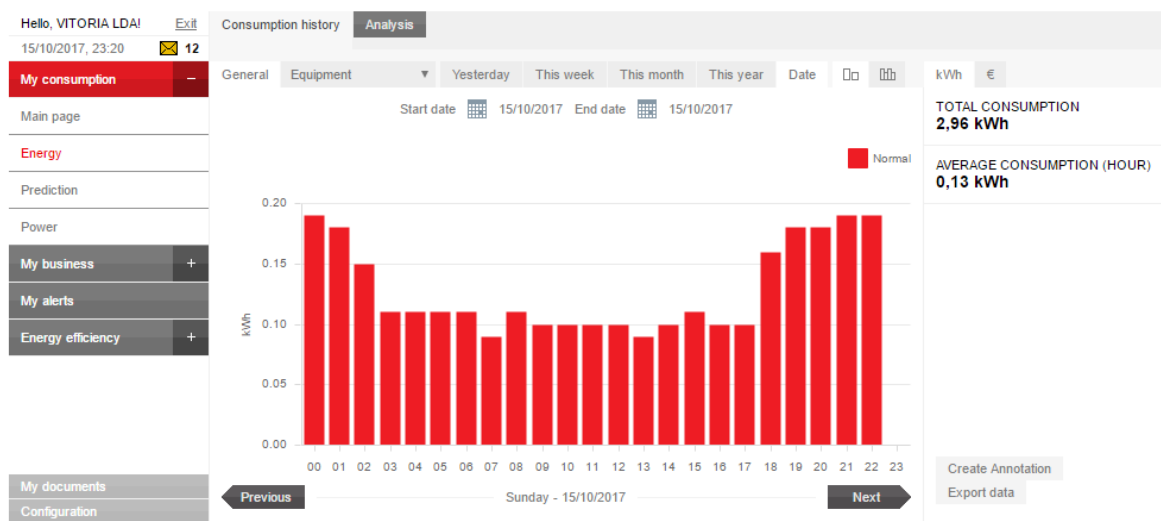 Hello, VITORIA LDA! Exit
15/10/2017, 23:20 12
My consumption –
Main page
Energy
Prediction
Power
My business +
My alerts
Energy efficiency +
My documents
Configuration
Consumption history Analysis
General Equipment ▼ Yesterday This week This month This year Date
Start date 15/10/2017 End date 15/10/2017
Normal
kWh
0.20
0.15
0.10
0.05
0.00
00 01 02 03 04 05 06 07 08 09 10 11 12 13 14 15 16 17 18 19 20 21 22 23
Previous Sunday - 15/10/2017 Next
kWh €
TOTAL CONSUMPTION
2,96 kWh
AVERAGE CONSUMPTION (HOUR)
0,13 kWh
Create Annotation
Export data